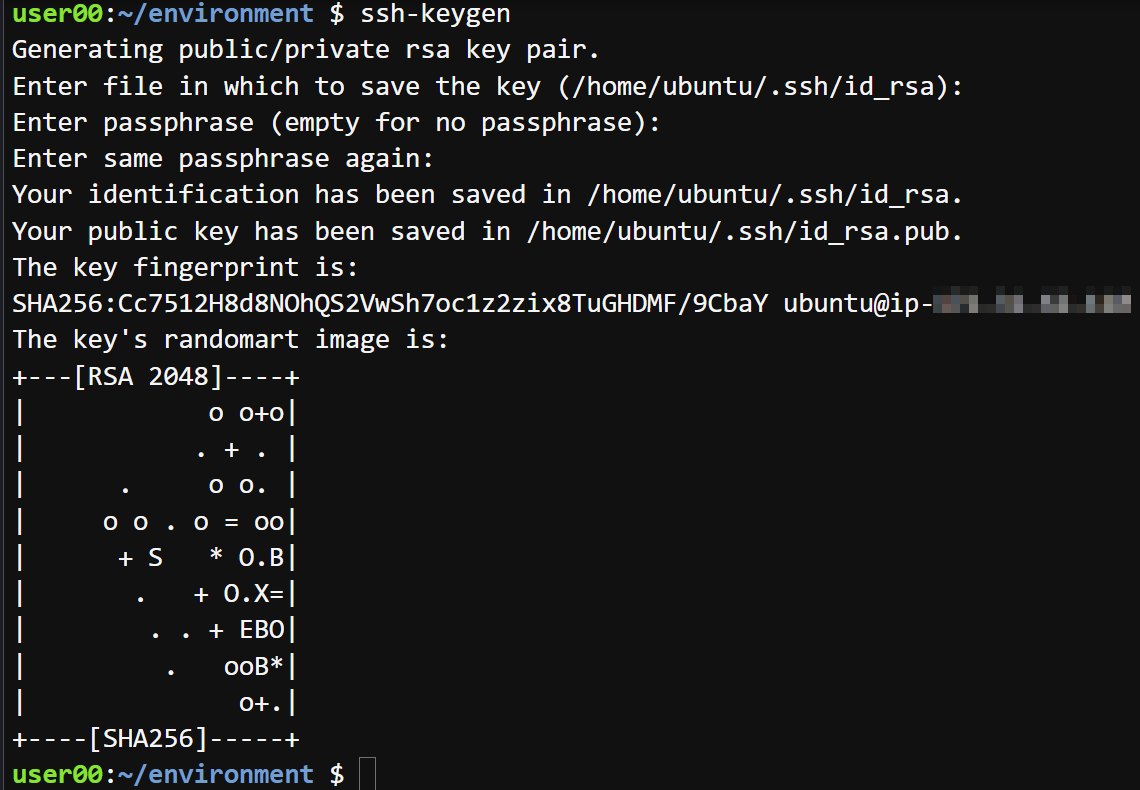 user00:~/environment $ ssh-keygen
Generating public/private rsa key pair.
Enter file in which to save the key (/home/ubuntu/.ssh/id_rsa):
Enter passphrase (empty for no passphrase):
Enter same passphrase again:
Your identification has been saved in /home/ubuntu/.ssh/id_rsa.
Your public key has been saved in /home/ubuntu/.ssh/id_rsa.pub.
The key fingerprint is:
SHA256:Cc7512H8d8NOhQS2VwSh7oc1z2zix8TuGHDMF/9CbaY ubuntu@ip-
The key's randomart image is:
+---[RSA 2048]----+
|            o o+o|
|           . + . |
|      .     o o. |
|     o o . o = oo|
|      + S   * O.B|
|       .   + O.X=|
|        . . + EBO|
|         .   ooB*|
|              o+.|
+----[SHA256]-----+
user00:~/environment $